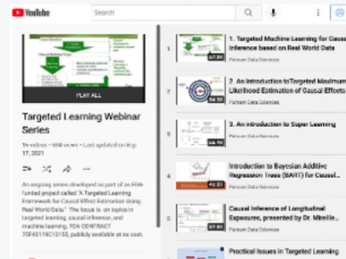 YouTube
Search
PLAY ALL
Targeted Learning Webinar
Series
Last updated on Sep
17, 2021
An ongoing series developed as part of an FDA-
funded project called "A Targeted Learning
Framework for Causal Effect Estimation Using
Real-World Data." The focus is on topics in
targeted learning, causal inference, and
machine learning. FDA CONTRACT
publicly available at no cost.
1
1. Targeted Machine Learning for Causal
Inference based on Real World Data
Putnam Data Sciences
2
2. An Introduction to Targeted Maximum
Likelihood Estimation of Causal Effects
Putnam Data Sciences
3
3. An introduction to Super Learning
Putnam Data Sciences
4
Introduction to Bayesian Additive
Regression Trees (BART) for Causal...
Putnam Data Sciences
5
Causal Inference of Longitudinal
Exposures, presented by Dr. Mireille...
Putnam Data Sciences
Practical Issues in Targeted Learning